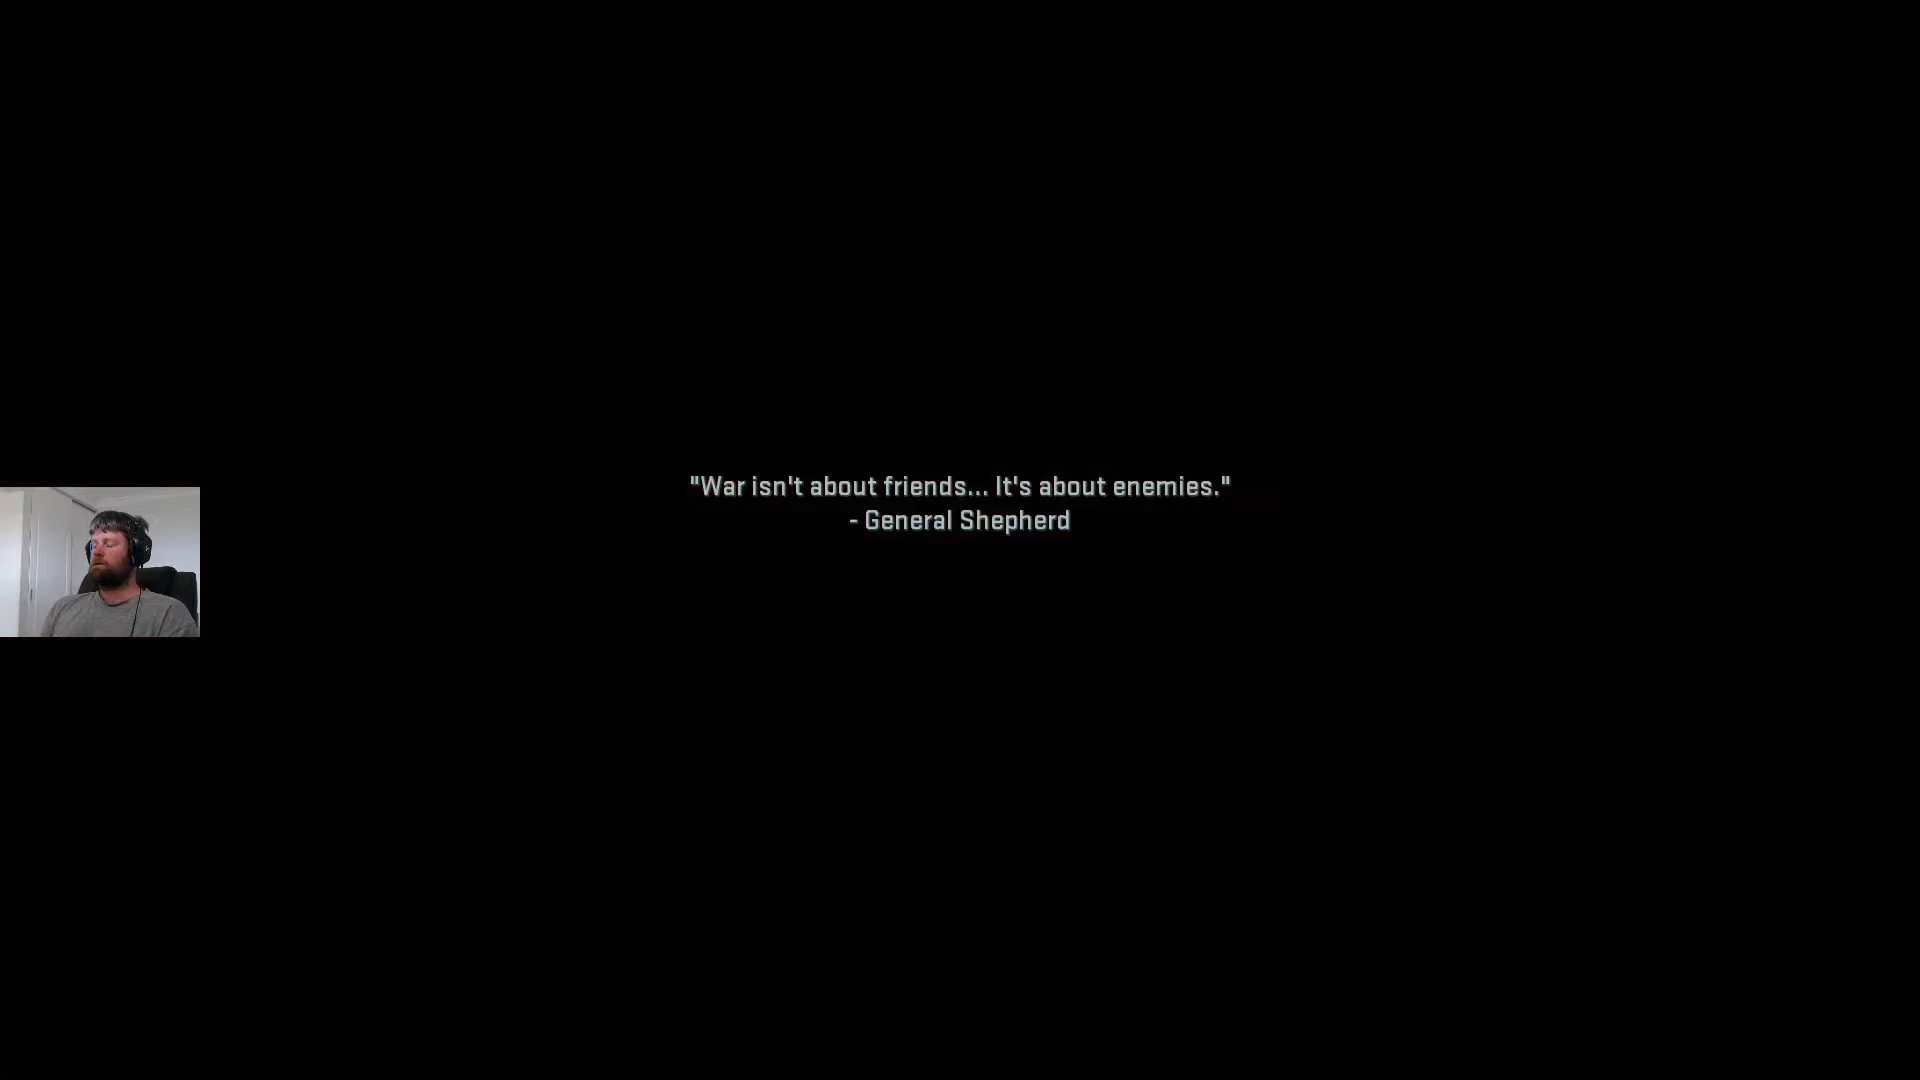 "War isn't about friends... It's about enemies."
- General Shepherd